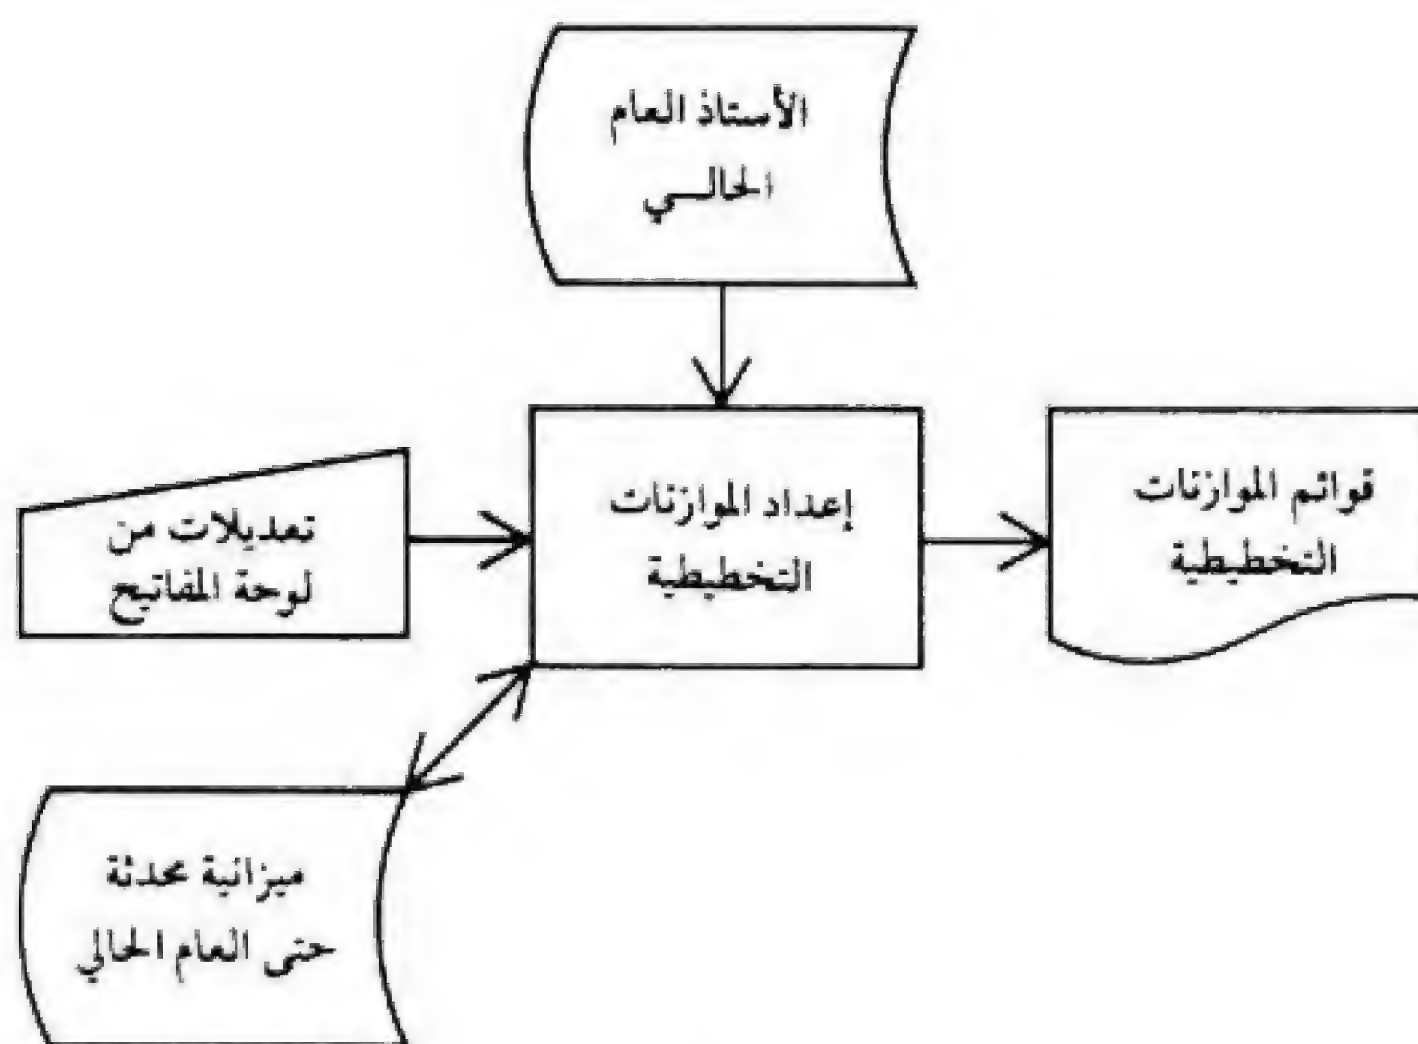 الأستاذ العام
الحالـــي
تعديلات من
لوحة المفاتيح
إعداد الموازنات
التخطيطية
قوائم الموازنات
التخطيطية
ميزانية محدثة
حتى العام الحالي